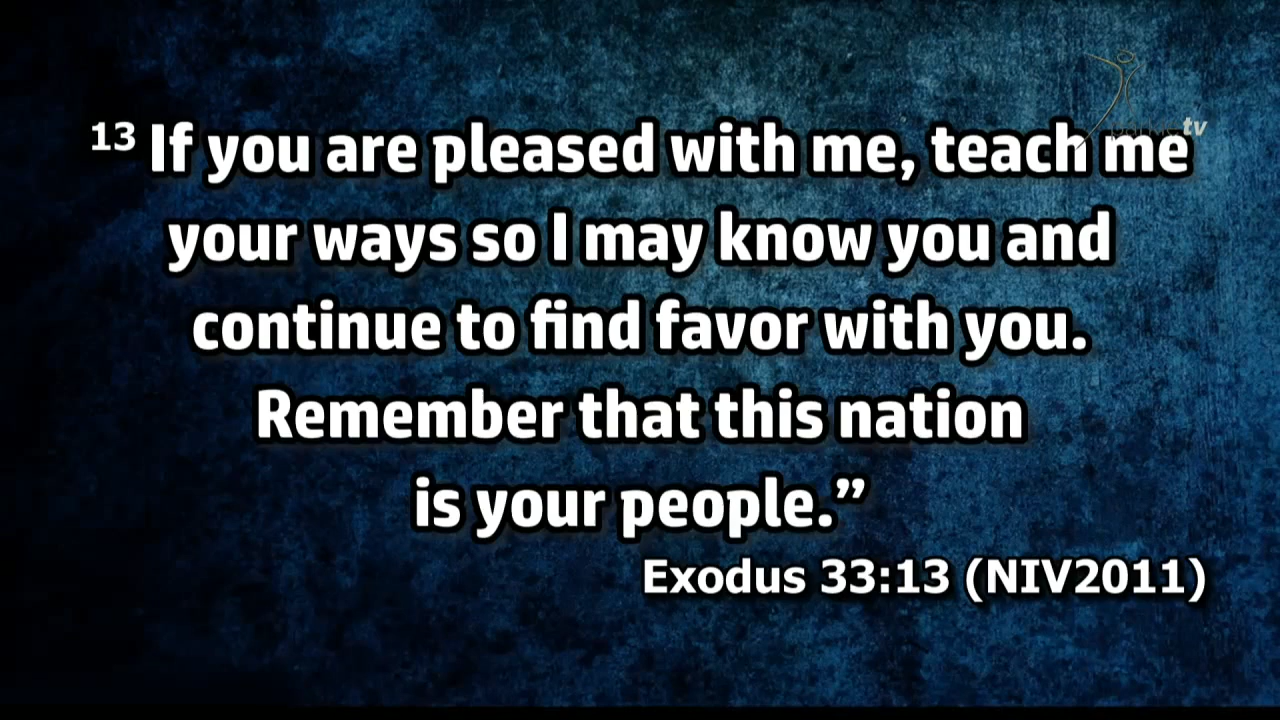 13 If you are pleased with me, teach me
your ways so I may know you and
continue to find favor with you.
Remember that this nation
is your people.”
Exodus 33:13 (NIV2011)
tv